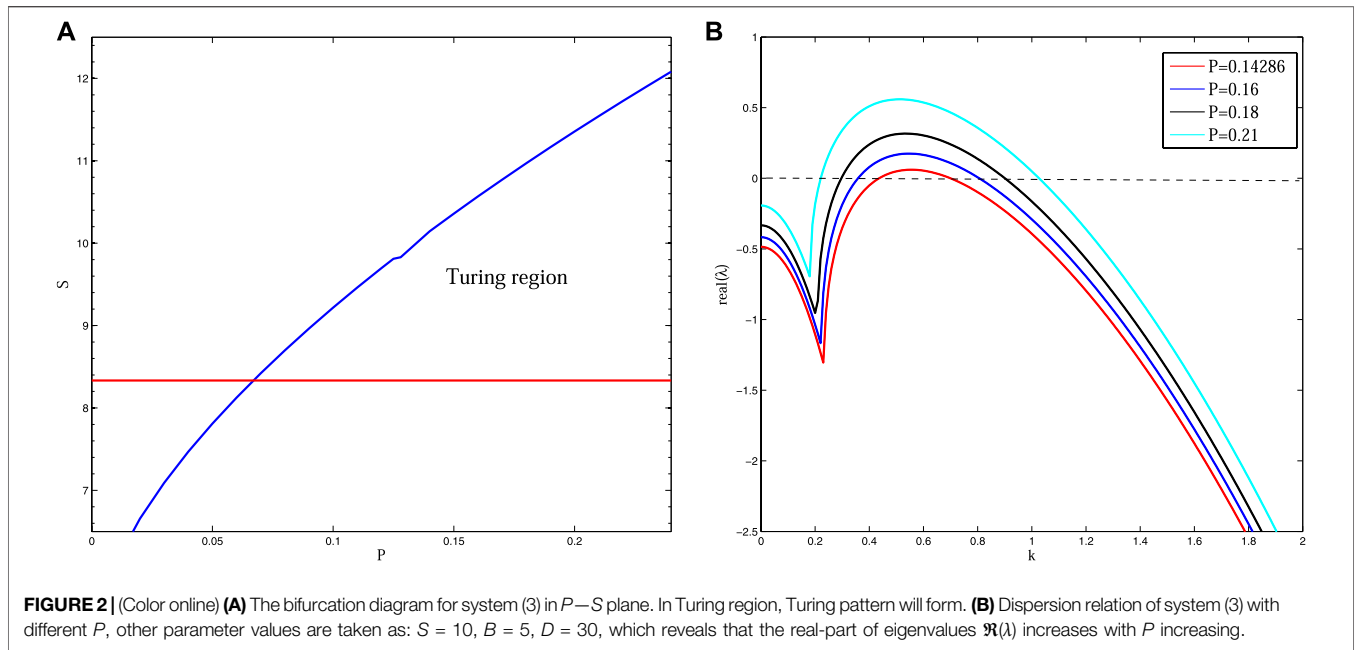 A
12
11
10
9
8
7
S
Turing region
0
0.05
0.1
0.15
0.2
P
B
1
0.5
0
−0.5
−1
−1.5
−2
−2.5
real(λ)
P=0.14286
P=0.16
P=0.18
P=0.21
0
0.2
0.4
0.6
0.8
1
1.2
1.4
1.6
1.8
2
k
FIGURE 2 | (Color online) (A) The bifurcation diagram for system (3) in P−S plane. In Turing region, Turing pattern will form. (B) Dispersion relation of system (3) with
different P, other parameter values are taken as: S = 10, B = 5, D = 30, which reveals that the real-part of eigenvalues ℜ(λ) increases with P increasing.